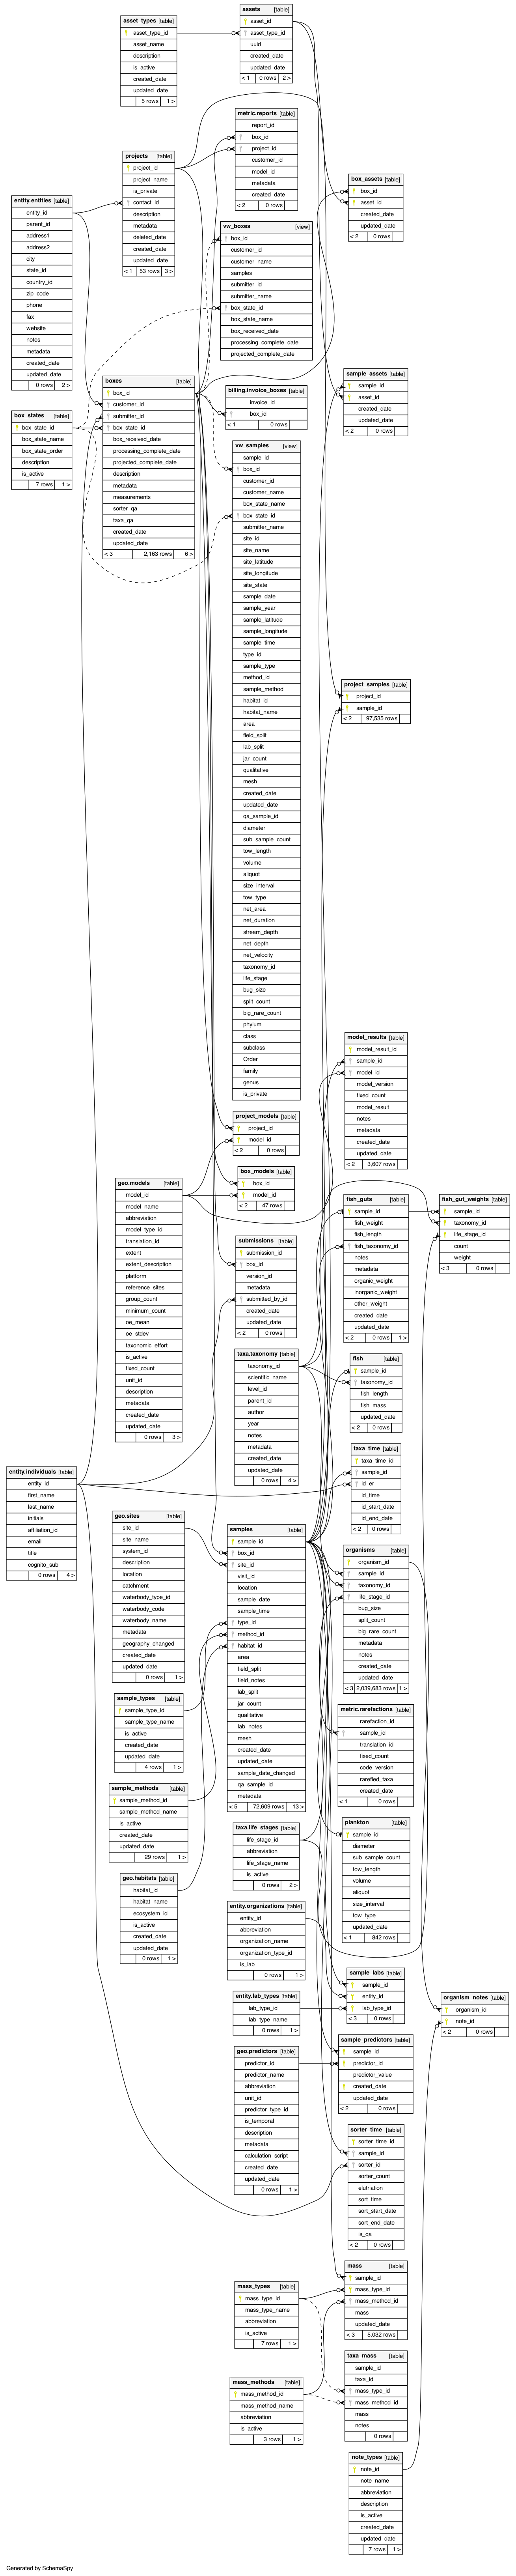 assets [table]
asset_id
asset_type_id
uuid
created_date
updated_date
< 1 0 rows 2 >
asset_types [table]
asset_type_id
asset_name
description
is_active
created_date
updated_date
5 rows 1 >
metric.reports [table]
report_id
box_id
project_id
customer_id
model_id
metadata
created_date
< 2 0 rows
projects [table]
project_id
project_name
is_private
contact_id
description
metadata
deleted_date
created_date
updated_date
< 1 53 rows 3 >
box_assets [table]
box_id
asset_id
created_date
updated_date
< 2 0 rows
entity.entities [table]
entity_id
parent_id
address1
address2
city
state_id
country_id
zip_code
phone
fax
website
notes
metadata
created_date
updated_date
0 rows 2 >
vw_boxes [view]
box_id
customer_id
customer_name
samples
submitter_id
submitter_name
box_state_id
box_state_name
box_received_date
processing_complete_date
projected_complete_date
boxes [table]
box_id
customer_id
submitter_id
box_state_id
box_received_date
processing_complete_date
projected_complete_date
description
metadata
measurements
sorter_qa
taxa_qa
created_date
updated_date
< 3 2,163 rows 6 >
sample_assets [table]
sample_id
asset_id
created_date
updated_date
< 2 0 rows
billing.invoice_boxes [table]
invoice_id
box_id
< 1 0 rows
box_states [table]
box_state_id
box_state_name
box_state_order
description
is_active
7 rows 1 >
vw_samples [view]
sample_id
box_id
customer_id
customer_name
box_state_name
box_state_id
submitter_name
site_id
site_name
site_latitude
site_longitude
site_state
sample_date
sample_year
sample_latitude
sample_longitude
sample_time
type_id
sample_type
method_id
sample_method
habitat_id
habitat_name
area
field_split
lab_split
jar_count
qualitative
mesh
created_date
updated_date
qa_sample_id
diameter
sub_sample_count
tow_length
volume
aliquot
size_interval
tow_type
net_area
net_duration
stream_depth
net_depth
net_velocity
taxonomy_id
life_stage
bug_size
split_count
big_rare_count
phylum
class
subclass
Order
family
genus
is_private
project_samples [table]
project_id
sample_id
< 2 97,535 rows
model_results [table]
model_result_id
sample_id
model_id
model_version
fixed_count
model_result
notes
metadata
created_date
updated_date
< 2 3,607 rows
project_models [table]
project_id
model_id
< 2 0 rows
box_models [table]
box_id
model_id
< 2 47 rows
geo.models [table]
model_id
model_name
abbreviation
model_type_id
translation_id
extent
extent_description
platform
reference_sites
group_count
minimum_count
oe_mean
oe_stdev
taxonomic_effort
is_active
fixed_count
unit_id
description
metadata
created_date
updated_date
0 rows 3 >
fish_guts [table]
sample_id
fish_weight
fish_length
fish_taxonomy_id
notes
metadata
organic_weight
inorganic_weight
other_weight
created_date
updated_date
< 2 0 rows 1 >
fish_gut_weights [table]
sample_id
taxonomy_id
life_stage_id
count
weight
< 3 0 rows
submissions [table]
submission_id
box_id
version_id
metadata
submitted_by_id
created_date
updated_date
< 2 0 rows
taxa.taxonomy [table]
taxonomy_id
scientific_name
level_id
parent_id
author
year
notes
metadata
created_date
updated_date
0 rows 4 >
fish [table]
sample_id
taxonomy_id
fish_length
fish_mass
updated_date
< 2 0 rows
taxa_time [table]
taxa_time_id
sample_id
id_er
id_time
id_start_date
id_end_date
< 2 0 rows
entity.individuals [table]
entity_id
first_name
last_name
initials
affiliation_id
email
title
cognito_sub
0 rows 4 >
geo.sites [table]
site_id
site_name
system_id
description
location
catchment
waterbody_type_id
waterbody_code
waterbody_name
metadata
geography_changed
created_date
updated_date
0 rows 1 >
samples [table]
sample_id
box_id
site_id
visit_id
location
sample_date
sample_time
type_id
method_id
habitat_id
area
field_split
field_notes
lab_split
jar_count
qualitative
lab_notes
mesh
created_date
updated_date
sample_date_changed
qa_sample_id
metadata
< 5 72,609 rows 13 >
organisms [table]
organism_id
sample_id
taxonomy_id
life_stage_id
bug_size
split_count
big_rare_count
metadata
notes
created_date
updated_date
< 3 2,039,683 rows 1 >
sample_types [table]
sample_type_id
sample_type_name
is_active
created_date
updated_date
4 rows 1 >
metric.rarefactions [table]
rarefaction_id
sample_id
translation_id
fixed_count
code_version
rarefied_taxa
created_date
< 1 0 rows
sample_methods [table]
sample_method_id
sample_method_name
is_active
created_date
updated_date
29 rows 1 >
plankton [table]
sample_id
diameter
sub_sample_count
tow_length
volume
aliquot
size_interval
tow_type
updated_date
< 1 842 rows
taxa.life_stages [table]
life_stage_id
abbreviation
life_stage_name
is_active
0 rows 2 >
geo.habitats [table]
habitat_id
habitat_name
ecosystem_id
is_active
created_date
updated_date
0 rows 1 >
entity.organizations [table]
entity_id
abbreviation
organization_name
organization_type_id
is_lab
0 rows 1 >
sample_labs [table]
sample_id
entity_id
lab_type_id
< 3 0 rows
entity.lab_types [table]
lab_type_id
lab_type_name
0 rows 1 >
organism_notes [table]
organism_id
note_id
< 2 0 rows
sample_predictors [table]
sample_id
predictor_id
predictor_value
created_date
updated_date
< 2 0 rows
geo.predictors [table]
predictor_id
predictor_name
abbreviation
unit_id
predictor_type_id
is_temporal
description
metadata
calculation_script
created_date
updated_date
0 rows 1 >
sorter_time [table]
sorter_time_id
sample_id
sorter_id
sorter_count
elutriation
sort_time
sort_start_date
sort_end_date
is_qa
< 2 0 rows
mass [table]
sample_id
mass_type_id
mass_method_id
mass
updated_date
< 3 5,032 rows
mass_types [table]
mass_type_id
mass_type_name
abbreviation
is_active
7 rows 1 >
taxa_mass [table]
sample_id
taxa_id
mass_type_id
mass_method_id
mass
notes
0 rows
mass_methods [table]
mass_method_id
mass_method_name
abbreviation
is_active
3 rows 1 >
note_types [table]
note_id
note_name
abbreviation
description
is_active
created_date
updated_date
7 rows 1 >
Generated by SchemaSpy